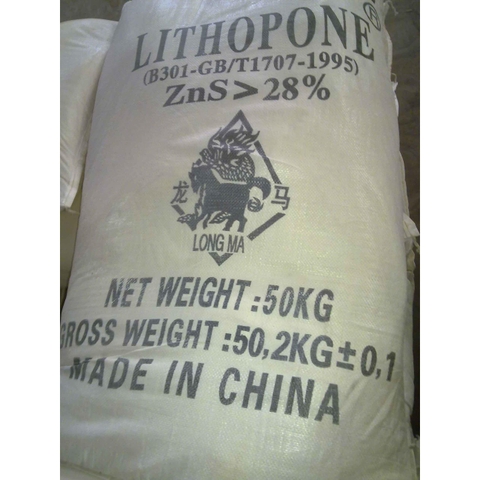 LITHOPONE ®
(B301-GB/T1707-1995)
ZnS>28%
龙 马
LONG MA
NET WEIGHT:50KG
GROSS WEIGHT:50,2KG±0,1
MADE IN CHINA